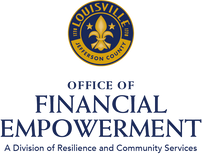 LOUISVILLE
JEFFERSON COUNTY
OFFICE OF
FINANCIAL
EMPOWERMENT
A Division of Resilience and Community Services